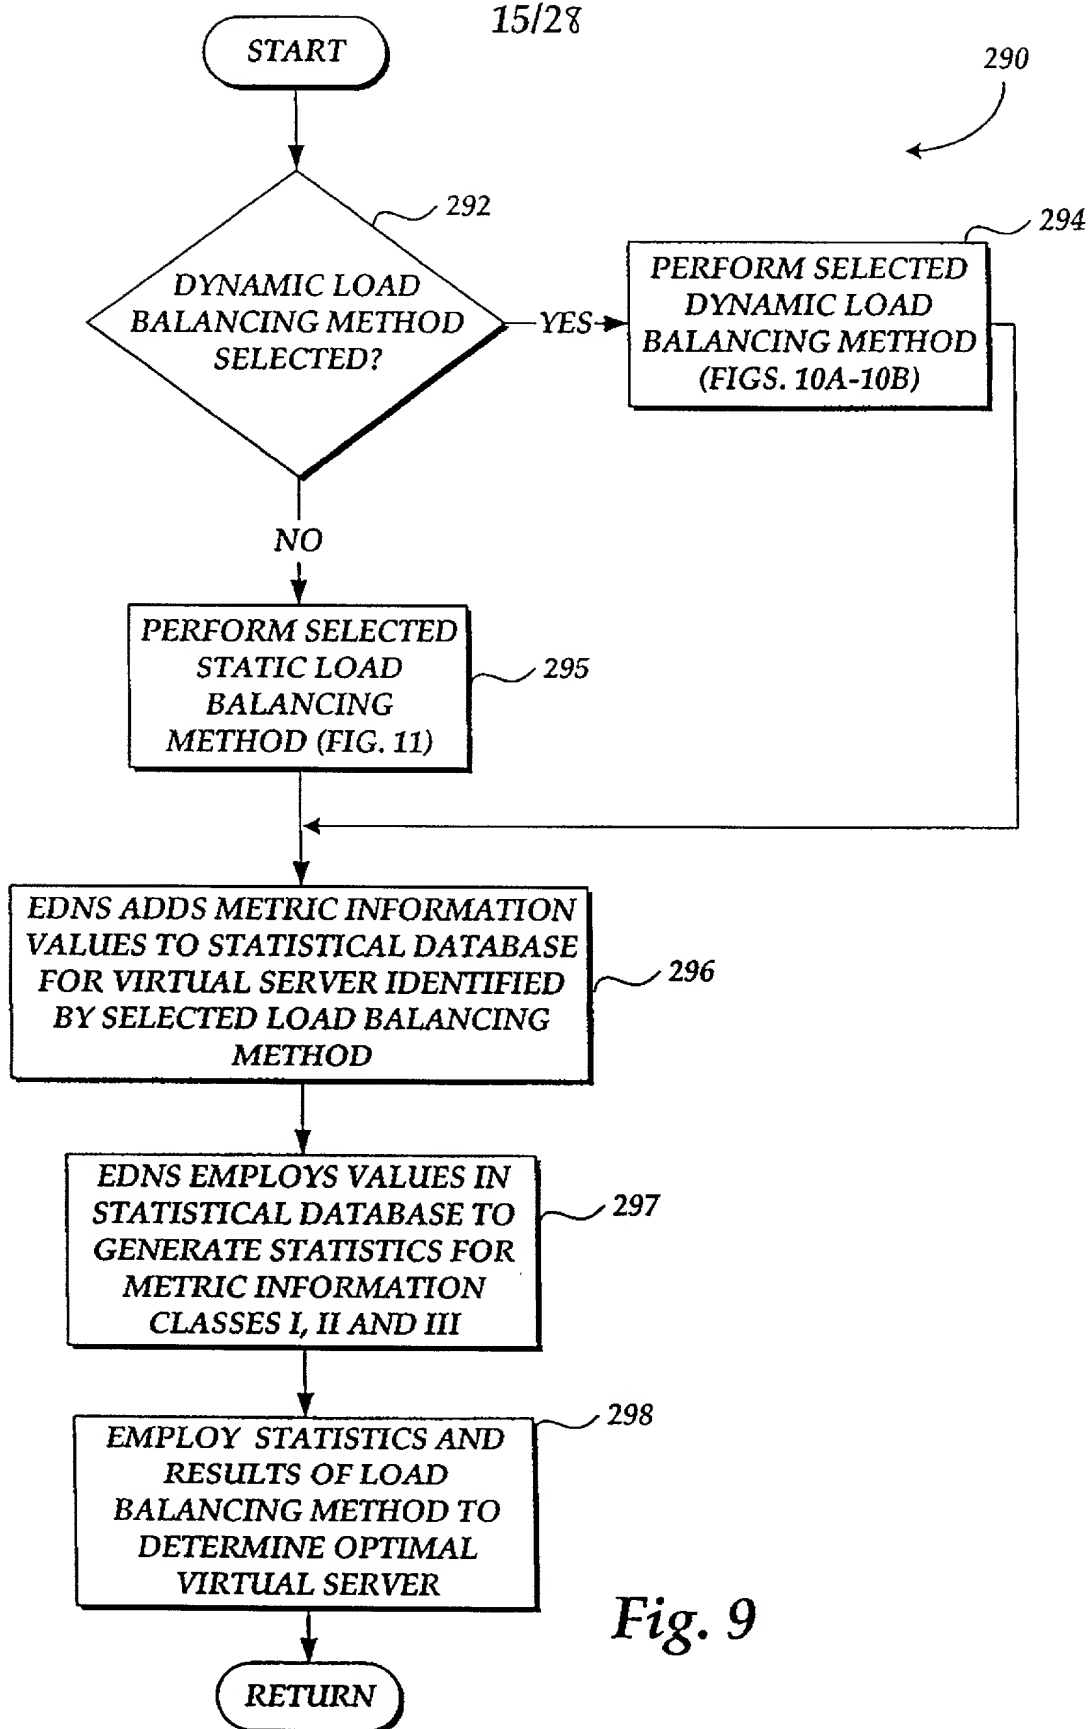 15/28
START
290
292
294
DYNAMIC LOAD
BALANCING METHOD
SELECTED?
YES
PERFORM SELECTED
DYNAMIC LOAD
BALANCING METHOD
(FIGS. 10A-10B)
NO
PERFORM SELECTED
STATIC LOAD
BALANCING
METHOD (FIG. 11)
295
EDNS ADDS METRIC INFORMATION
VALUES TO STATISTICAL DATABASE
FOR VIRTUAL SERVER IDENTIFIED
BY SELECTED LOAD BALANCING
METHOD
296
EDNS EMPLOYS VALUES IN
STATISTICAL DATABASE TO
GENERATE STATISTICS FOR
METRIC INFORMATION
CLASSES I, II AND III
297
EMPLOY STATISTICS AND
RESULTS OF LOAD
BALANCING METHOD TO
DETERMINE OPTIMAL
VIRTUAL SERVER
298
Fig. 9
RETURN